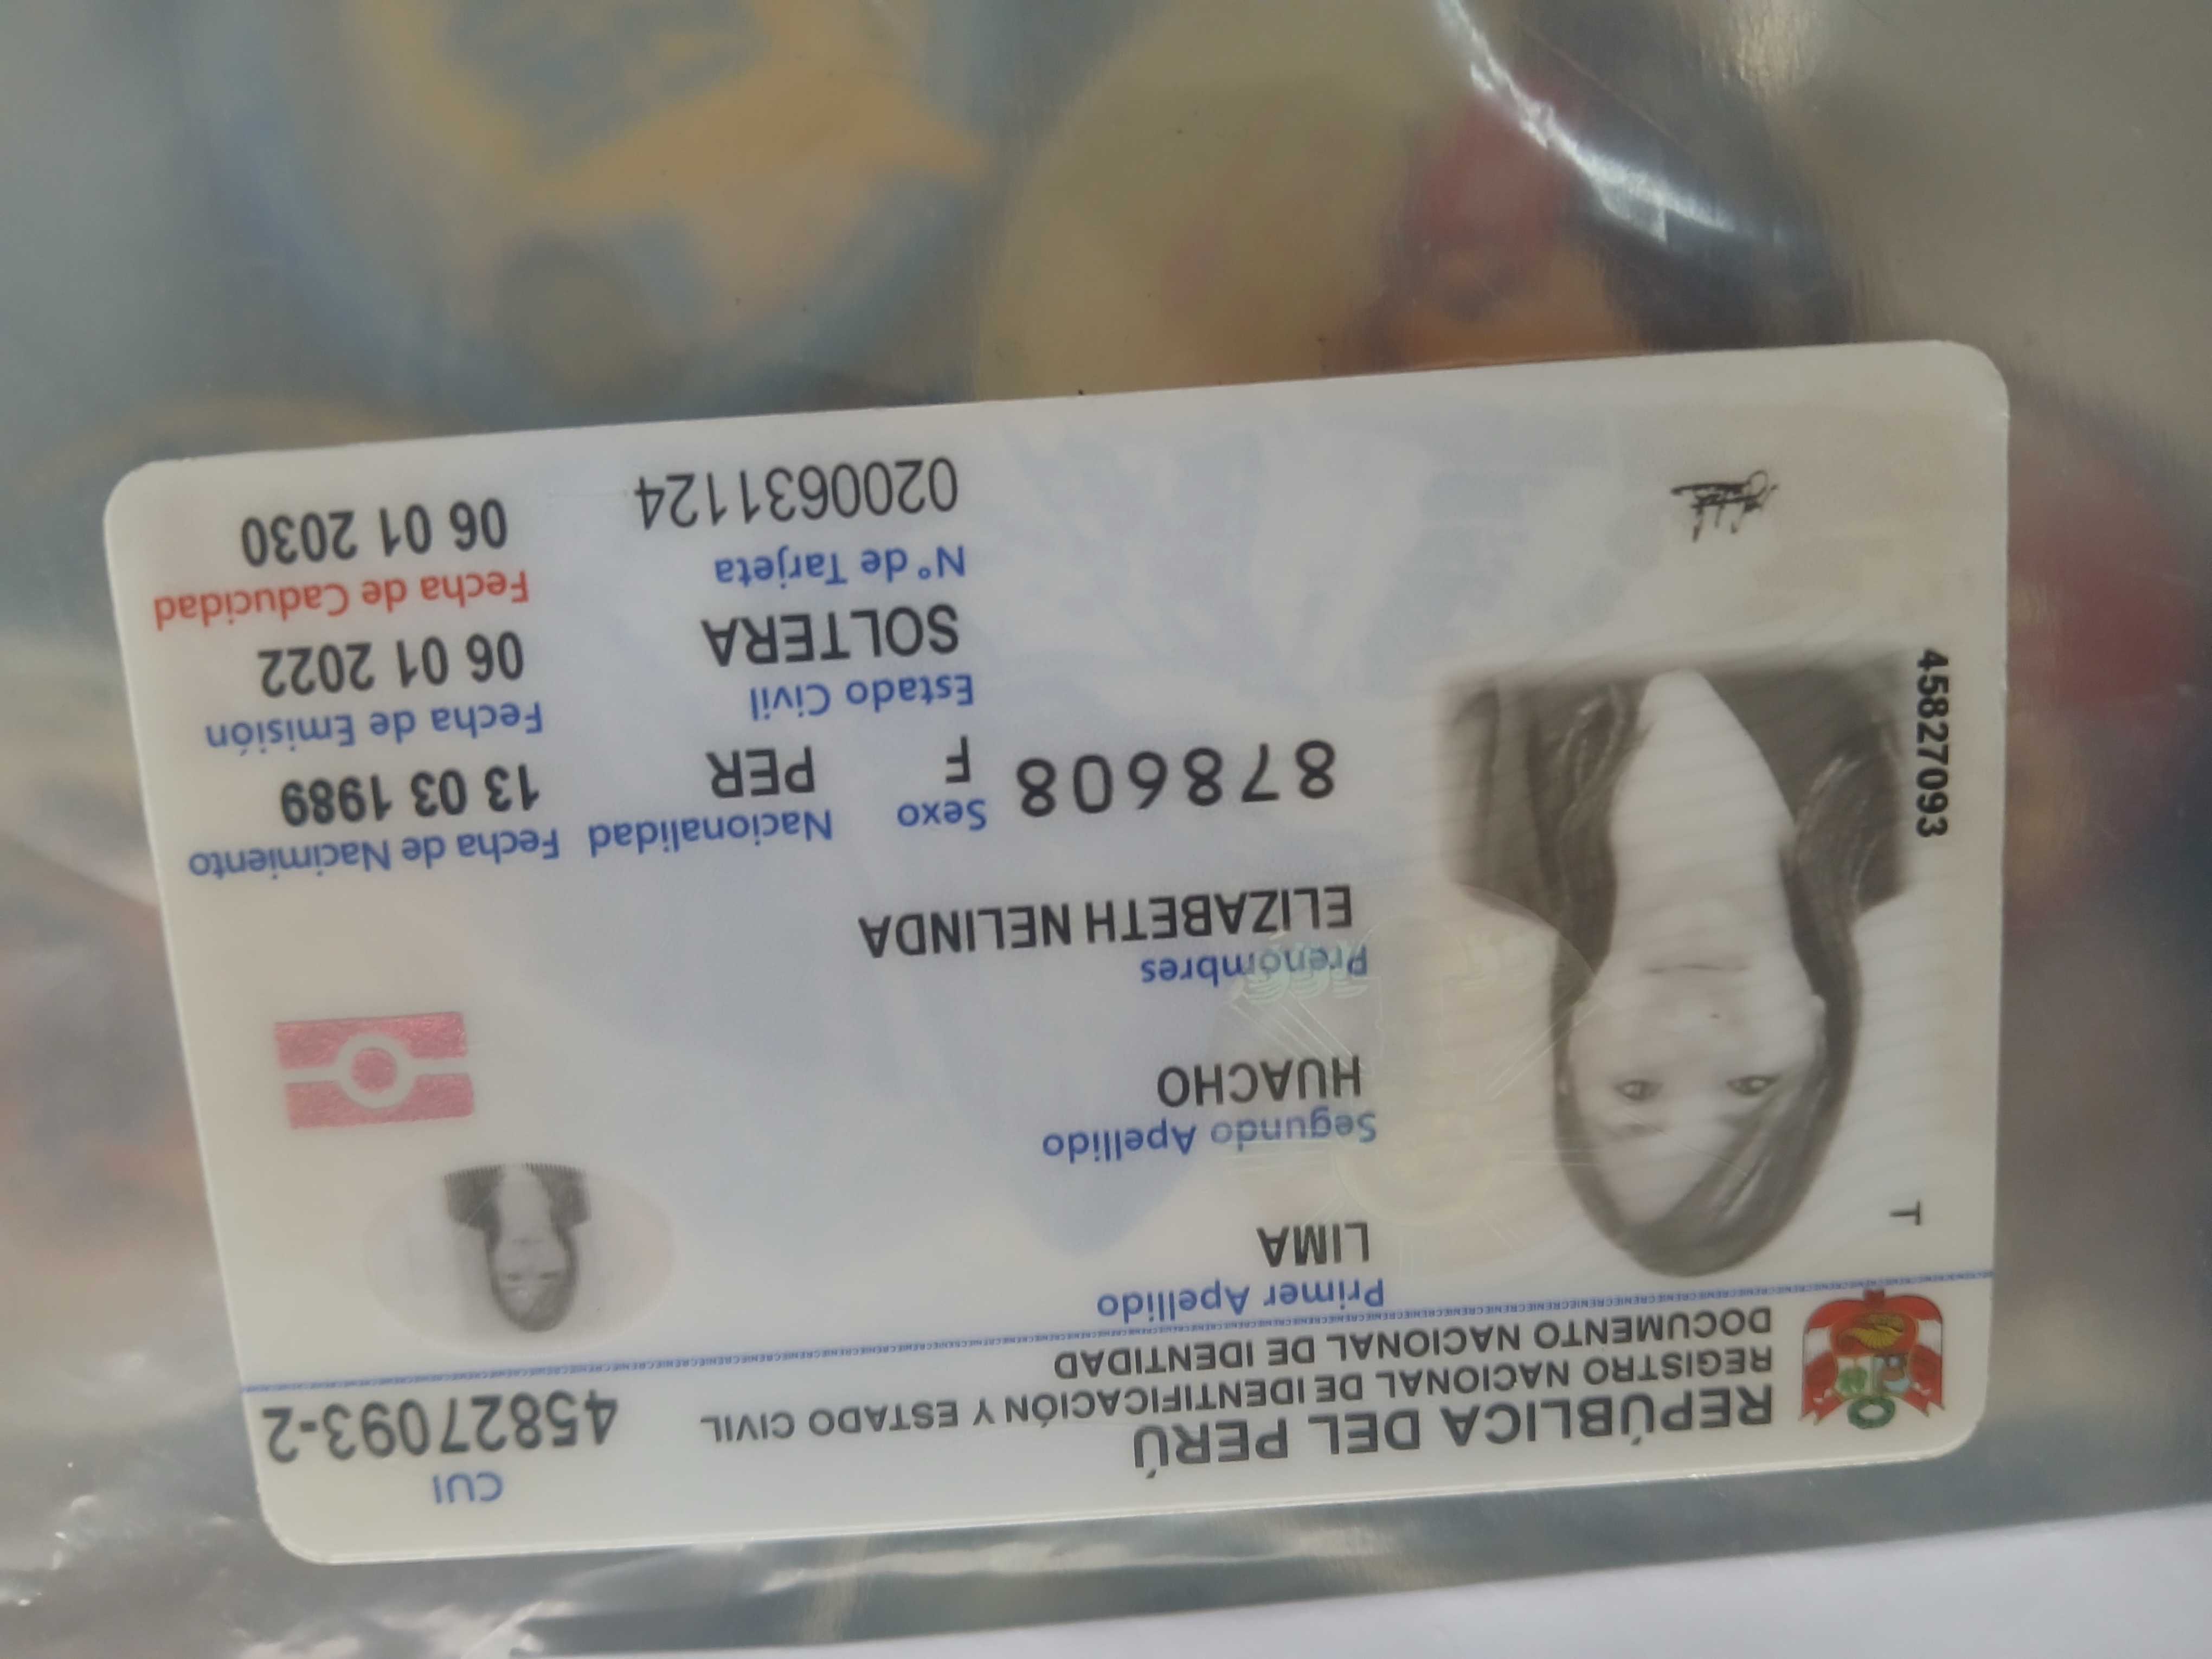 REPÚBLICA DEL PERÚ
REGISTRO NACIONAL DE IDENTIFICACIÓN Y ESTADO CIVIL
DOCUMENTO NACIONAL DE IDENTIDAD
CUI
45827093-2
Primer Apellido
LIMA
Segundo Apellido
HUACHO
Prenombres
ELIZABETH NELINDA
T
45827093
878608
Sexo
F
Nacionalidad
PER
Fecha de Nacimiento
13 03 1989
Estado Civil
SOLTERA
Fecha de Emisión
06 01 2022
N° de Tarjeta
0200631124
Fecha de Caducidad
06 01 2030